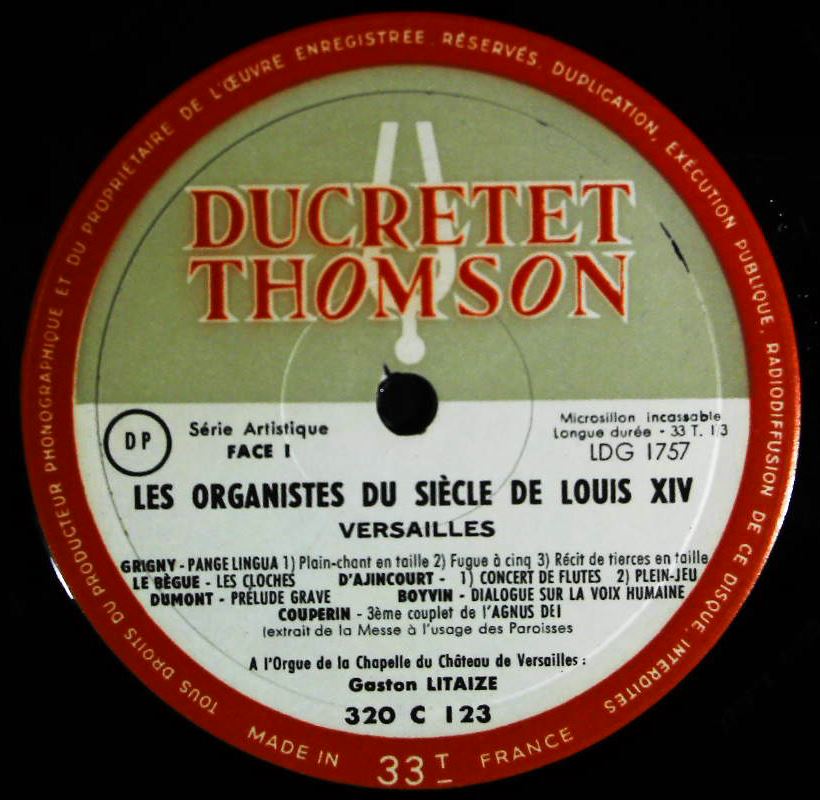 TOUS DROITS DU PRODUCTEUR PHONOGRAPHIQUE ET DU PROPRIÉTAIRE DE L'ŒUVRE ENREGISTRÉE. RÉSERVÉS. DUPLICATION, EXÉCUTION PUBLIQUE, RADIODIFFUSION DE CE DISQUE, INTERDITES
DUCRETET
THOMSON
DP
Série Artistique
FACE 1
Microsillon incassable
Longue durée - 33 T. 1/3
LDG 1757
LES ORGANISTES DU SIÈCLE DE LOUIS XIV
VERSAILLES
GRIGNY - PANGE LINGUA 1) Plain-chant en taille 2) Fugue à cinq 3) Récit de tierces en taille
LE BÈGUE - LES CLOCHES D'AJINCOURT - 1) CONCERT DE FLUTES 2) PLEIN-JEU
DUMONT - PRÉLUDE GRAVE BOYVIN - DIALOGUE SUR LA VOIX HUMAINE
COUPERIN - 3ème couplet de l'AGNUS DEI
(extrait de la Messe à l'usage des Paroisses
A l'Orgue de la Chapelle du Château de Versailles :
Gaston LITAIZE
320 C 123
MADE IN 33 T FRANCE